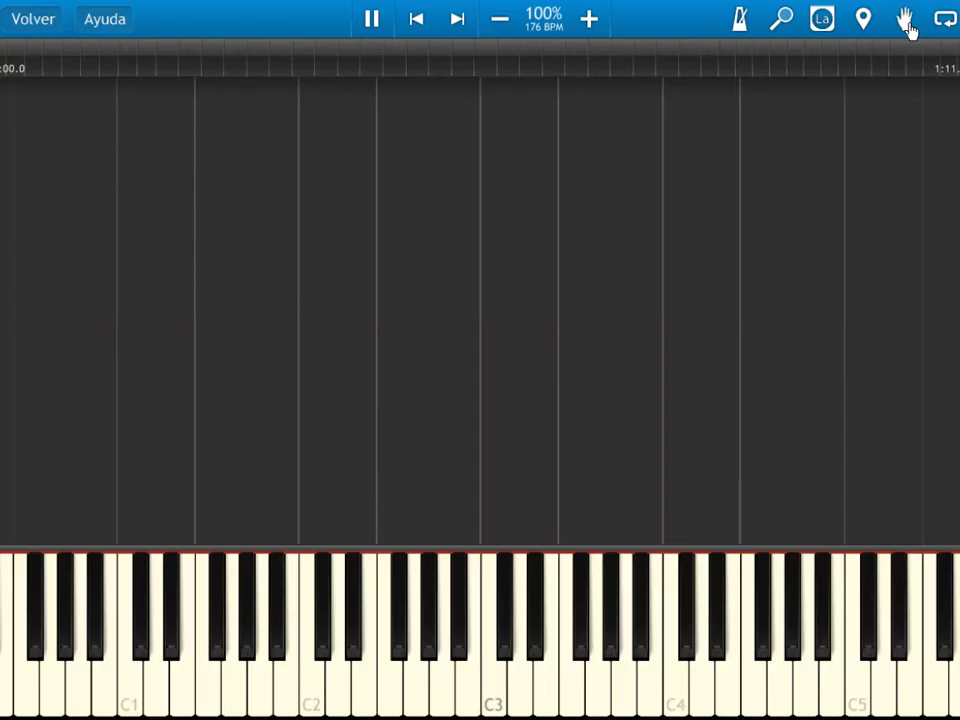 Volver
Ayuda
100%
176 BPM
La
:00.0
1:11.
C1
C2
C3
C4
C5